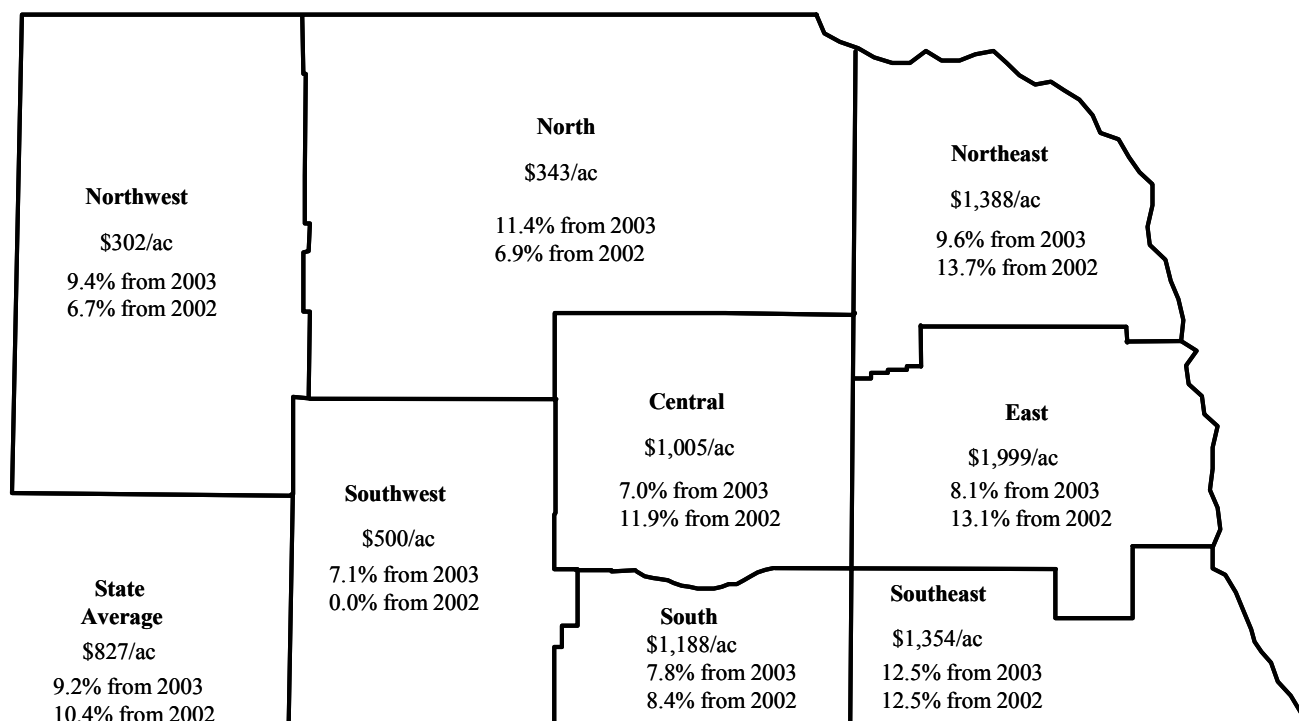 North
$343/ac
11.4% from 2003
6.9% from 2002
Northeast
$1,388/ac
9.6% from 2003
13.7% from 2002
Northwest
$302/ac
9.4% from 2003
6.7% from 2002
Central
$1,005/ac
7.0% from 2003
11.9% from 2002
East
$1,999/ac
8.1% from 2003
13.1% from 2002
Southwest
$500/ac
7.1% from 2003
0.0% from 2002
State
Average
$827/ac
9.2% from 2003
10.4% from 2002
South
$1,188/ac
7.8% from 2003
8.4% from 2002
Southeast
$1,354/ac
12.5% from 2003
12.5% from 2002